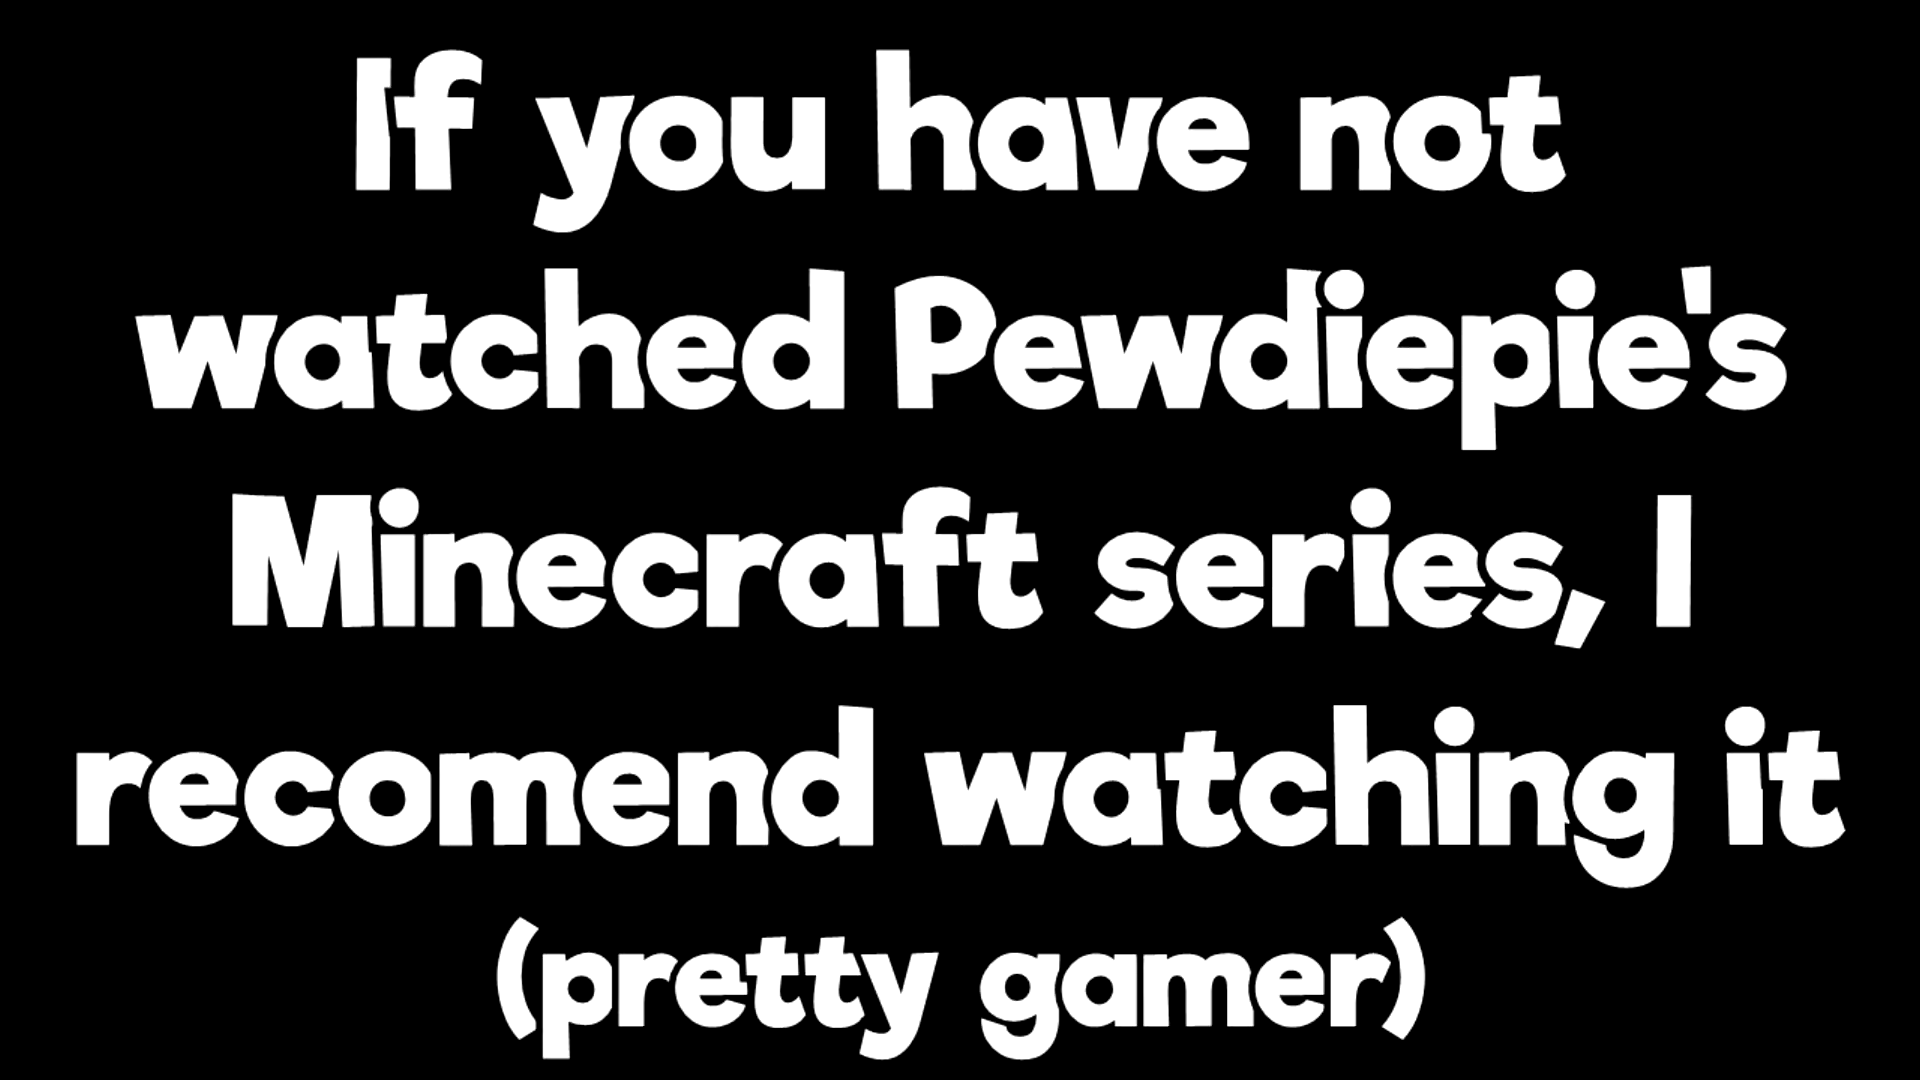 If you have not
watched Pewdiepie's
Minecraft series, I
recomend watching it
(pretty gamer)